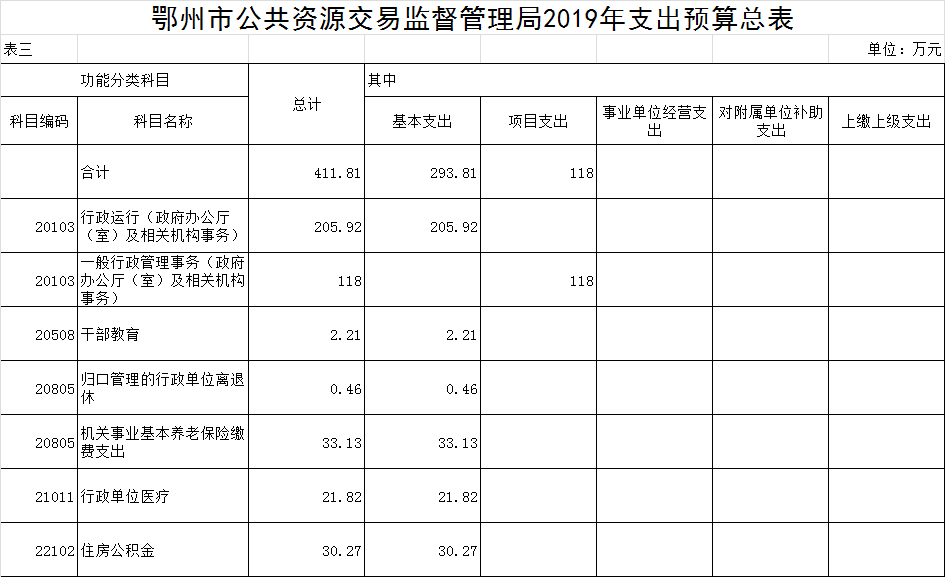 鄂州市公共资源交易监督管理局2019年支出预算总表
表三 单位：万元
功能分类科目 总计 其中
科目编码 科目名称 基本支出 项目支出 事业单位经营支出 对附属单位补助支出 上缴上级支出
合计 411.81 293.81 118
20103 行政运行（政府办公厅（室）及相关机构事务） 205.92 205.92
20103 一般行政管理事务（政府办公厅（室）及相关机构事务） 118 118
20508 干部教育 2.21 2.21
20805 归口管理的行政单位离退休 0.46 0.46
20805 机关事业基本养老保险缴费支出 33.13 33.13
21011 行政单位医疗 21.82 21.82
22102 住房公积金 30.27 30.27